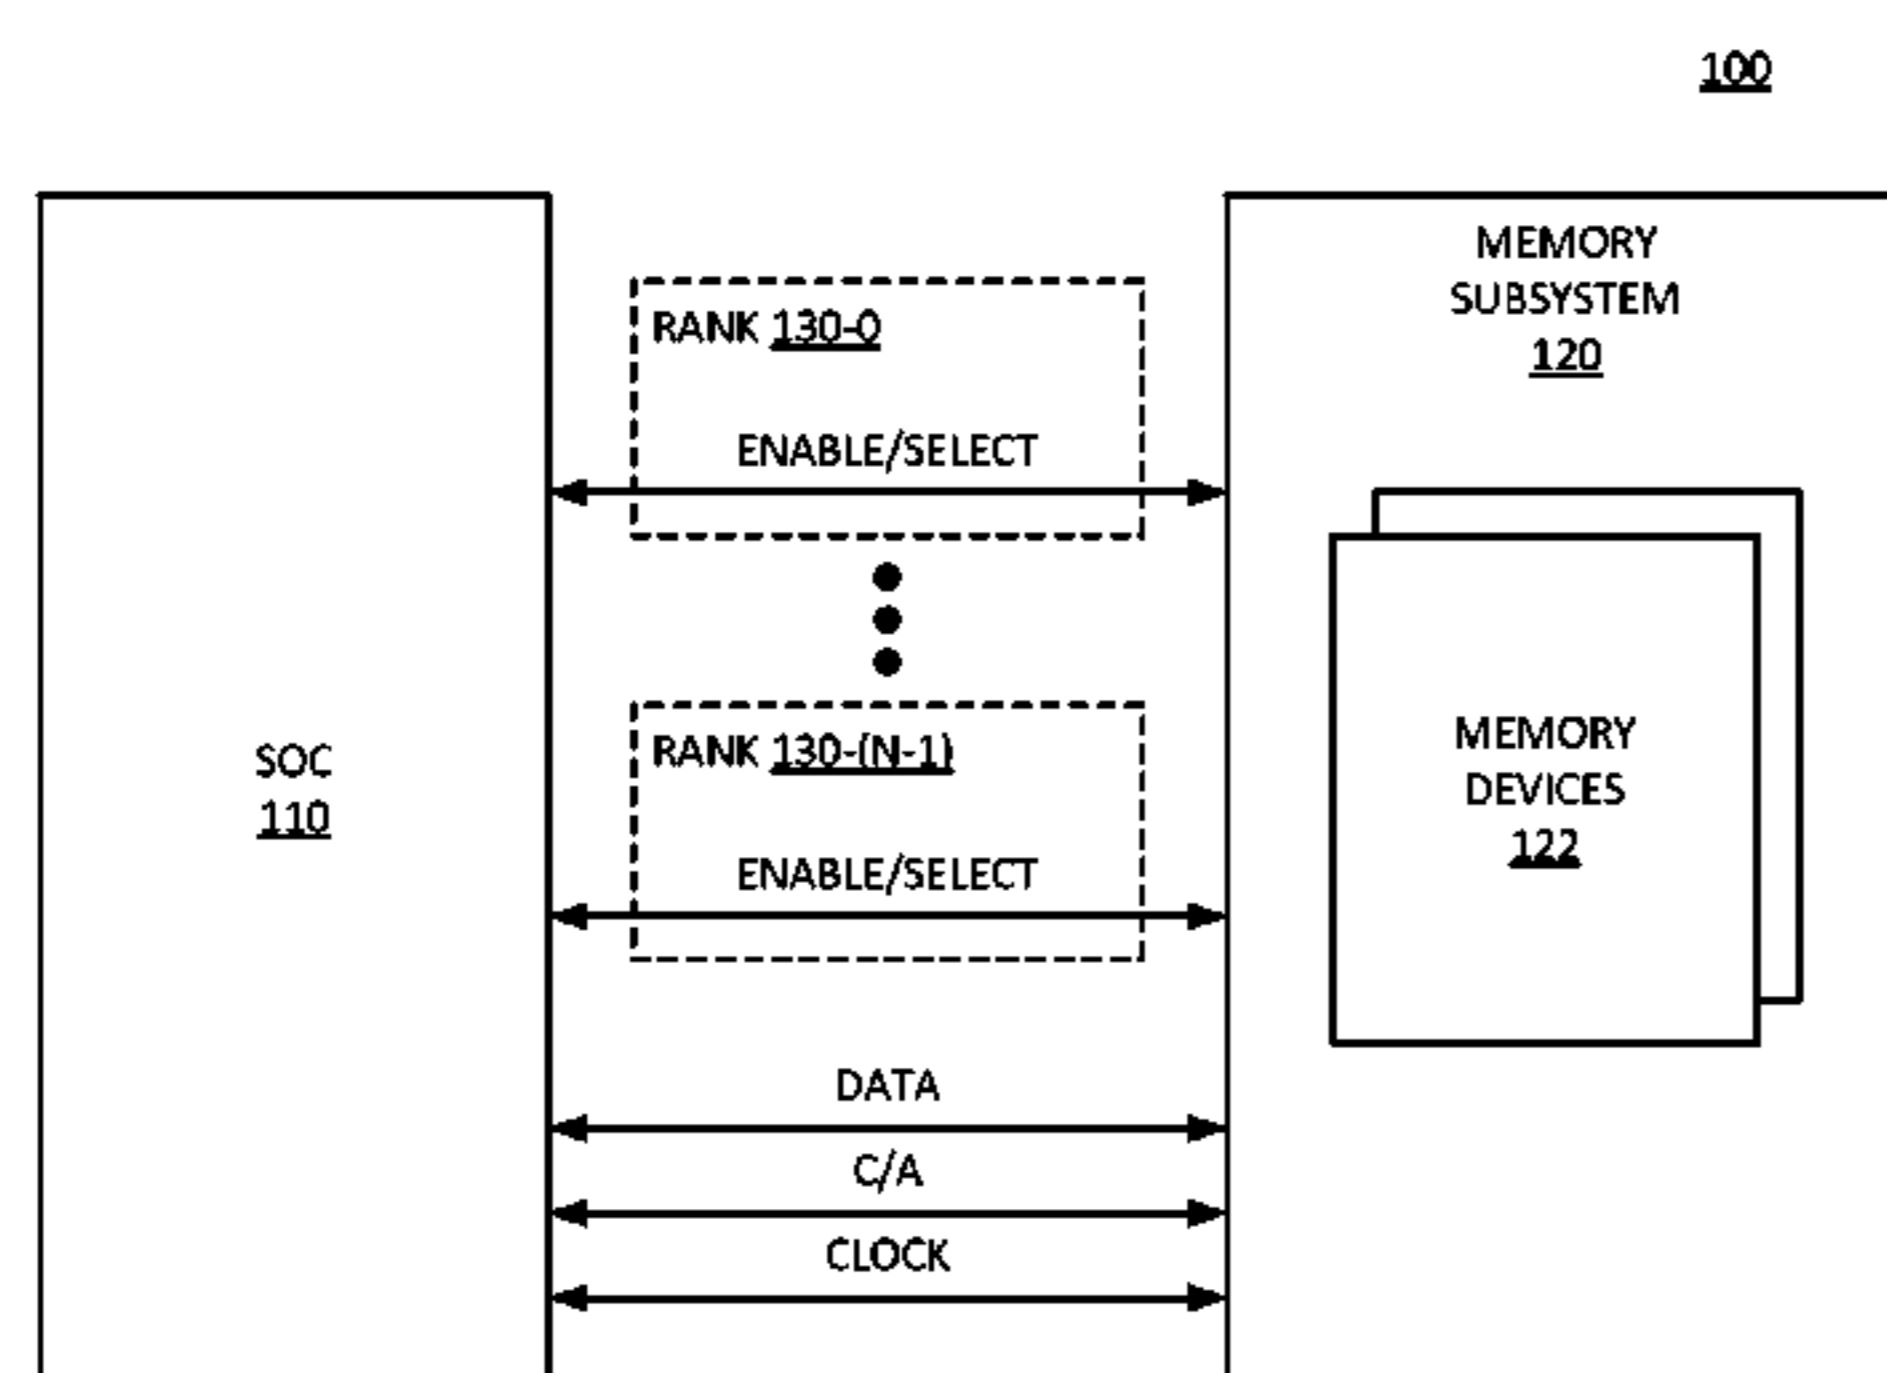 100
MEMORY
SUBSYSTEM
120
RANK 130-0
ENABLE/SELECT
RANK 130-(N-1)
ENABLE/SELECT
SOC
110
MEMORY
DEVICES
122
DATA
C/A
CLOCK